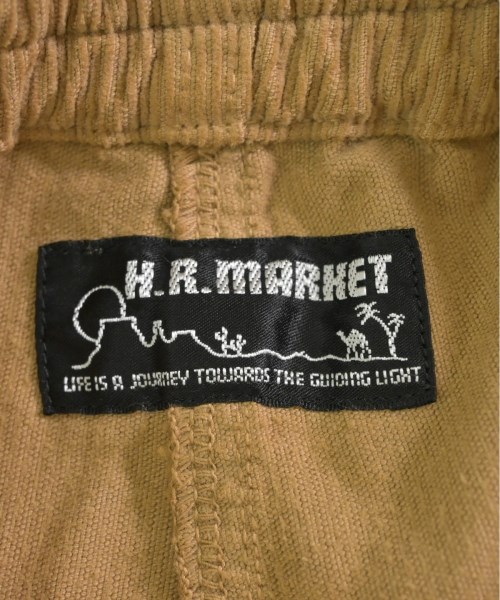 H.R.MARKET
LIFE IS A JOURNEY TOWARDS THE GUIDING LIGHT